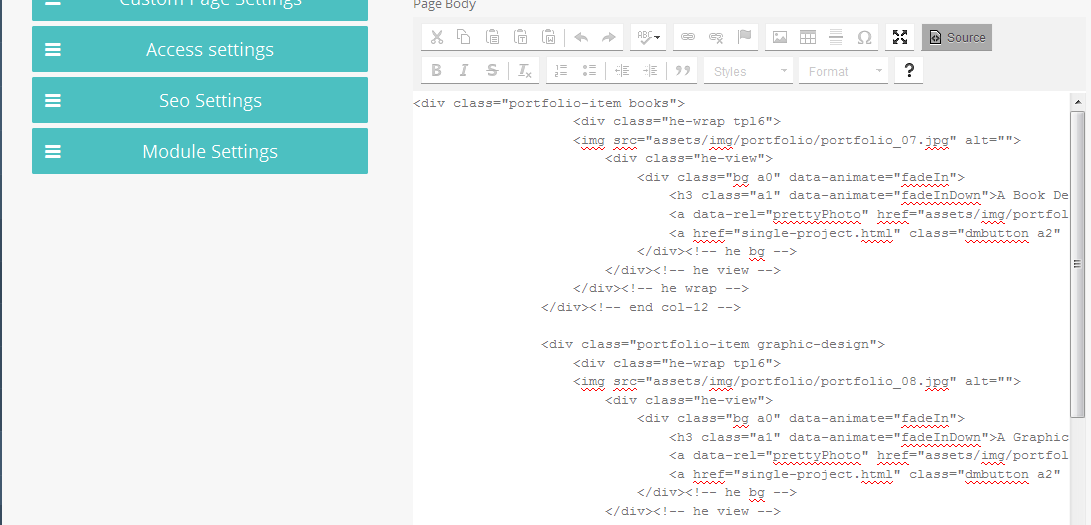 Custom Page Settings
Access settings
Seo Settings
Module Settings
Page Body
ABC
Source
B I S Tx
Styles
Format
?
<div class="portfolio-item books">
<div class="he-wrap tpl6">
<img src="assets/img/portfolio/portfolio_07.jpg" alt="">
<div class="he-view">
<div class="bg a0" data-animate="fadeIn">
<h3 class="a1" data-animate="fadeInDown">A Book De
<a data-rel="prettyPhoto" href="assets/img/portfol
<a href="single-project.html" class="dmbutton a2"
</div><!-- he bg -->
</div><!-- he view -->
</div><!-- he wrap -->
</div><!-- end col-12 -->
<div class="portfolio-item graphic-design">
<div class="he-wrap tpl6">
<img src="assets/img/portfolio/portfolio_08.jpg" alt="">
<div class="he-view">
<div class="bg a0" data-animate="fadeIn">
<h3 class="a1" data-animate="fadeInDown">A Graphic
<a data-rel="prettyPhoto" href="assets/img/portfol
<a href="single-project.html" class="dmbutton a2"
</div><!-- he bg -->
</div><!-- he view -->